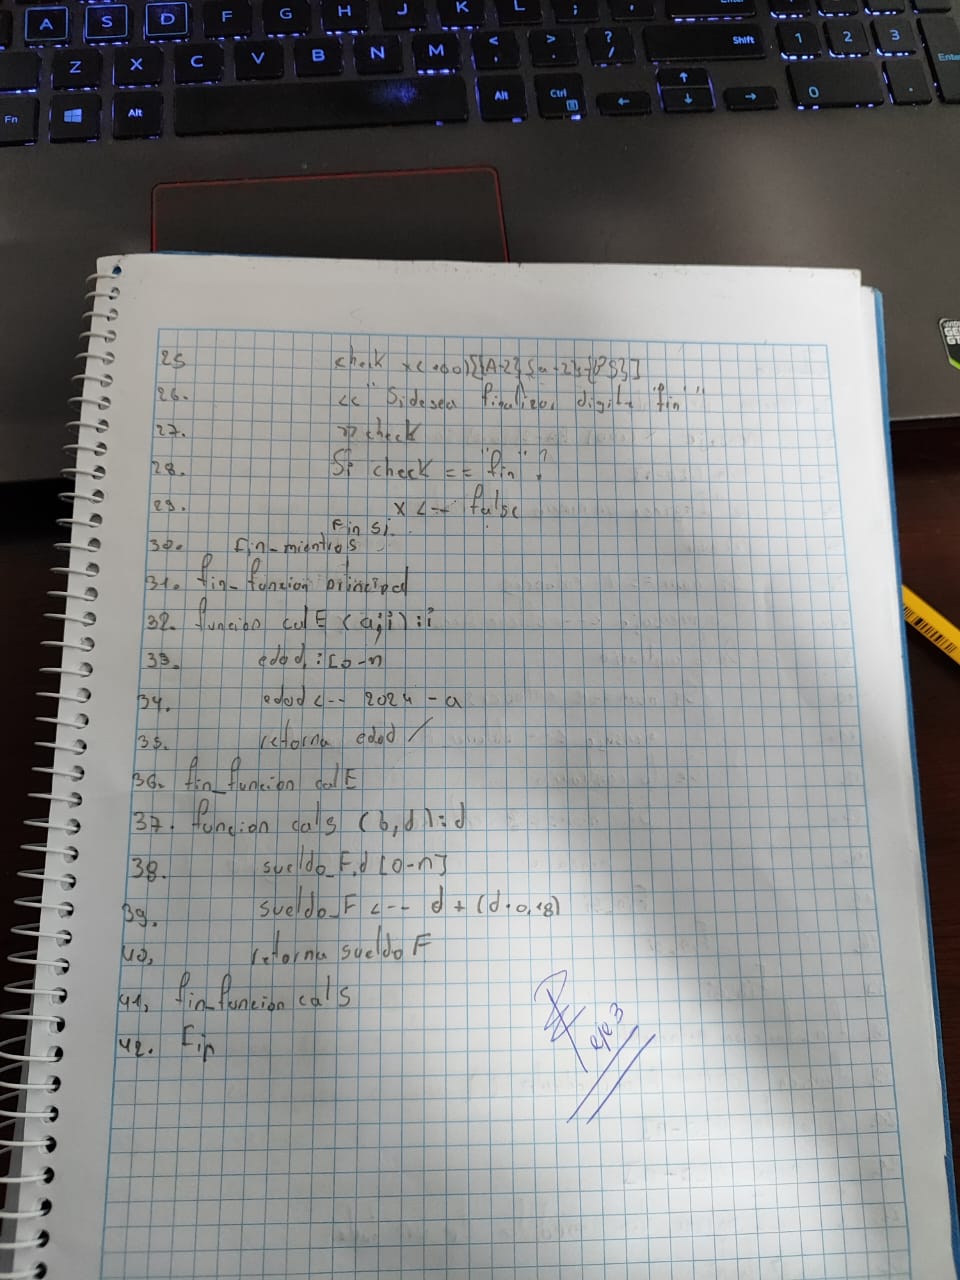 A S D F G H J K L ; '
Z X C V B N M < , > . ? / Shift 1 2 3 Enter
Fn Alt Alt Ctrl 0 .
25 check x(100)[{A-Z}{a-z}{PS}]
26. << "Si desea finalizar, digite "fin""
27. >> check
28. Si check == "fin" ?
29. x <-- false
Fin si.
30. Fin_mientras
31. fin_funcion principal
32. funcion calE (a;i) : i
33. edad, i [0-n
34. edad <-- 2024 - a
35. retorna edad /
36. fin_funcion calE
37. funcion calS (b,d) : d
38. sueldo_F,d [0-n]
39. sueldo_F <-- d + (d*0,18)
40, retorna sueldo F
41, fin_funcion calS
42. Fin
eje 3